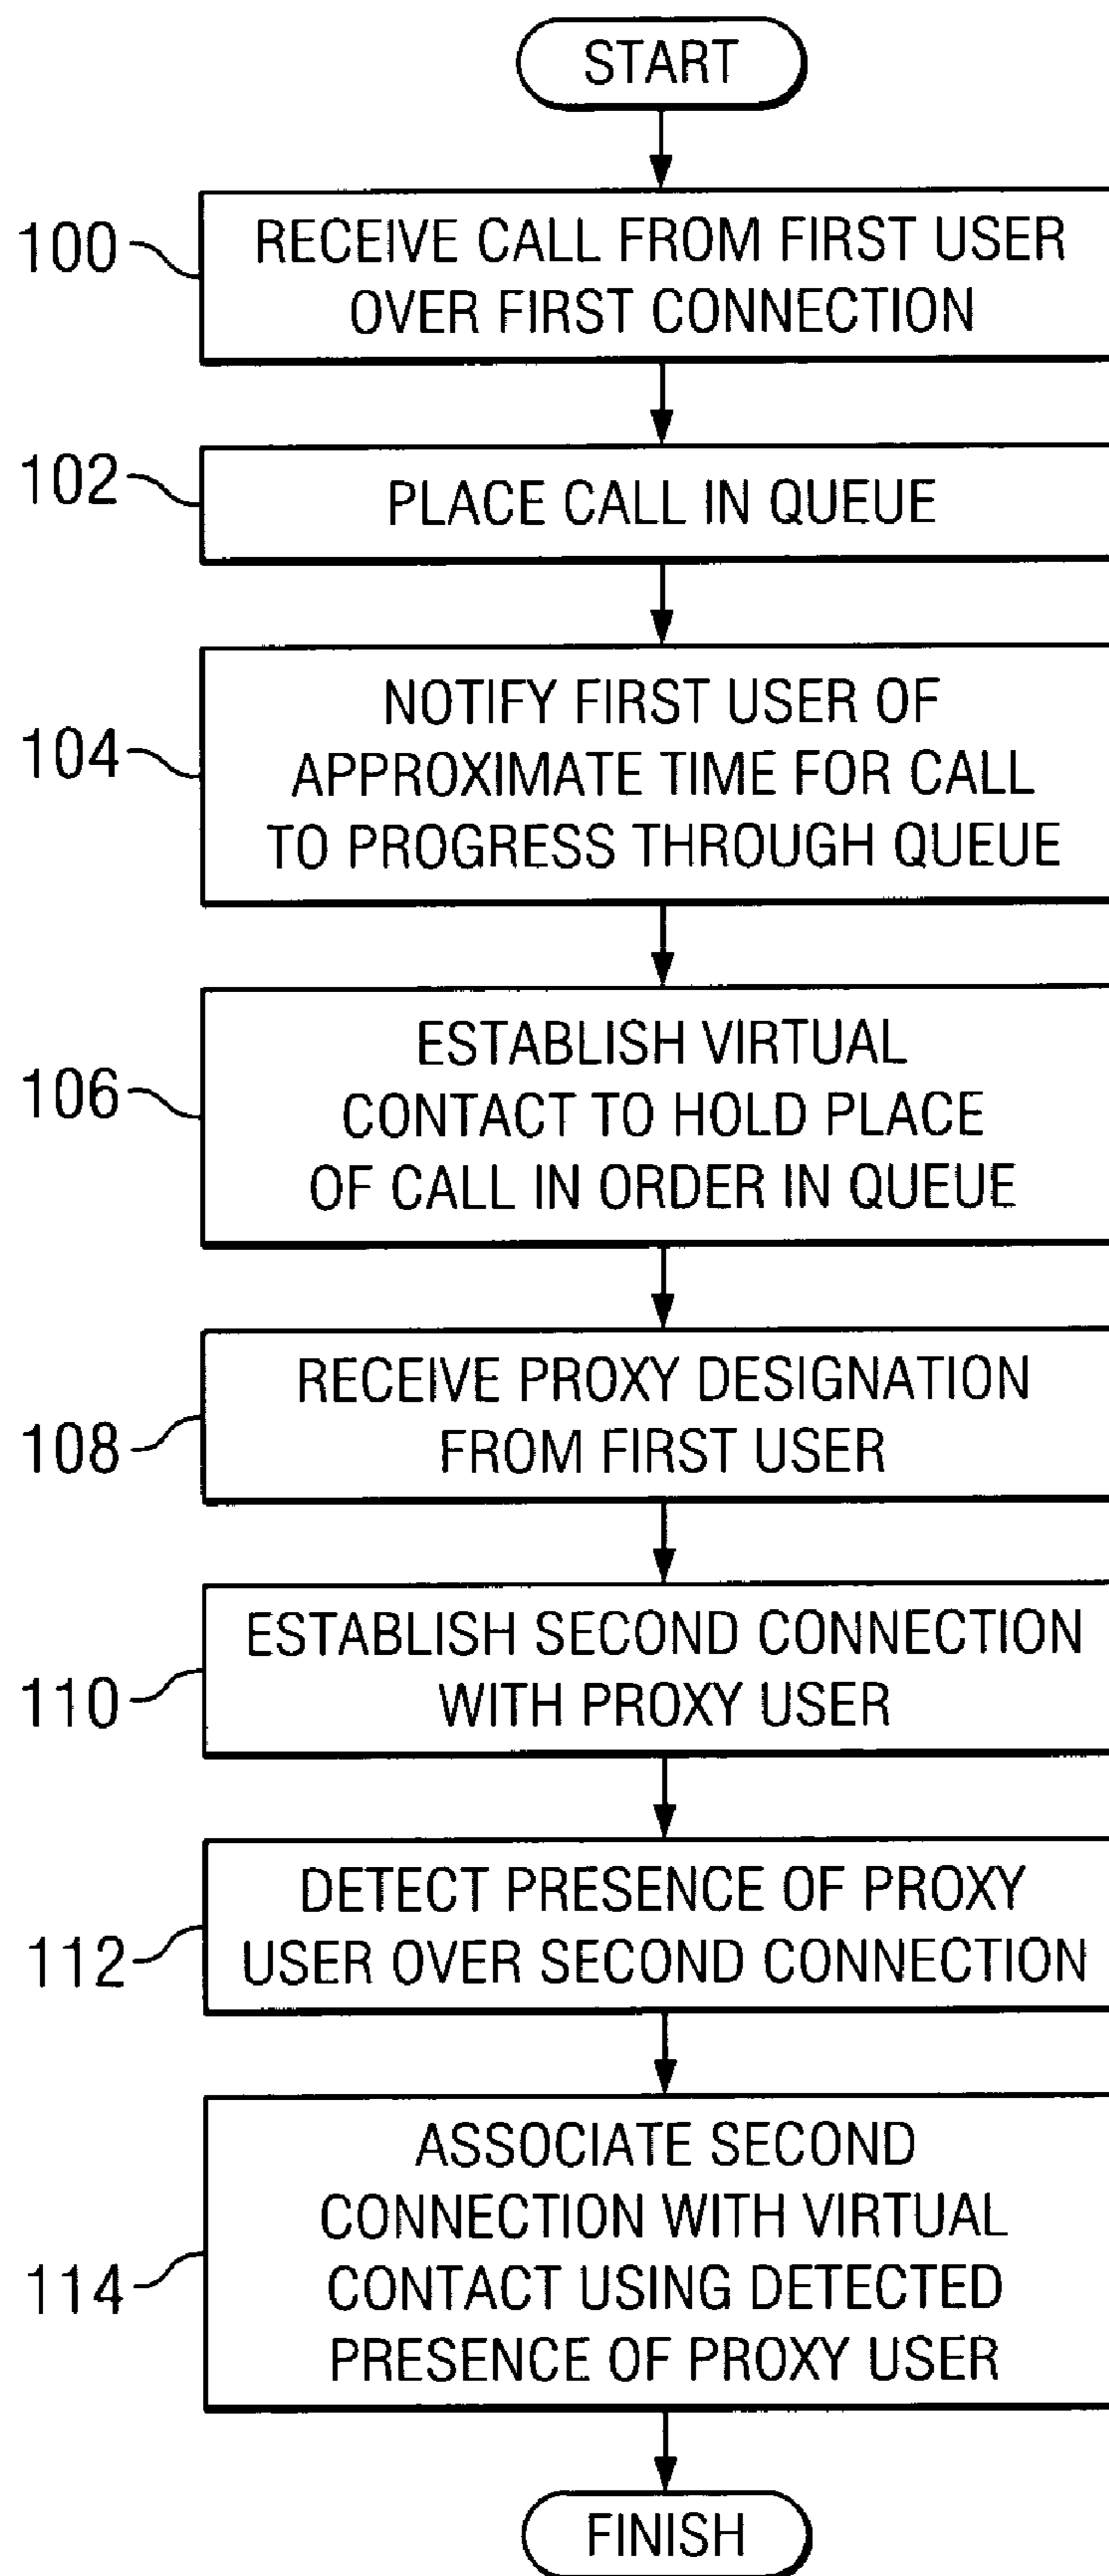 START
100
RECEIVE CALL FROM FIRST USER
OVER FIRST CONNECTION
102
PLACE CALL IN QUEUE
104
NOTIFY FIRST USER OF
APPROXIMATE TIME FOR CALL
TO PROGRESS THROUGH QUEUE
106
ESTABLISH VIRTUAL
CONTACT TO HOLD PLACE
OF CALL IN ORDER IN QUEUE
108
RECEIVE PROXY DESIGNATION
FROM FIRST USER
110
ESTABLISH SECOND CONNECTION
WITH PROXY USER
112
DETECT PRESENCE OF PROXY
USER OVER SECOND CONNECTION
114
ASSOCIATE SECOND
CONNECTION WITH VIRTUAL
CONTACT USING DETECTED
PRESENCE OF PROXY USER
FINISH